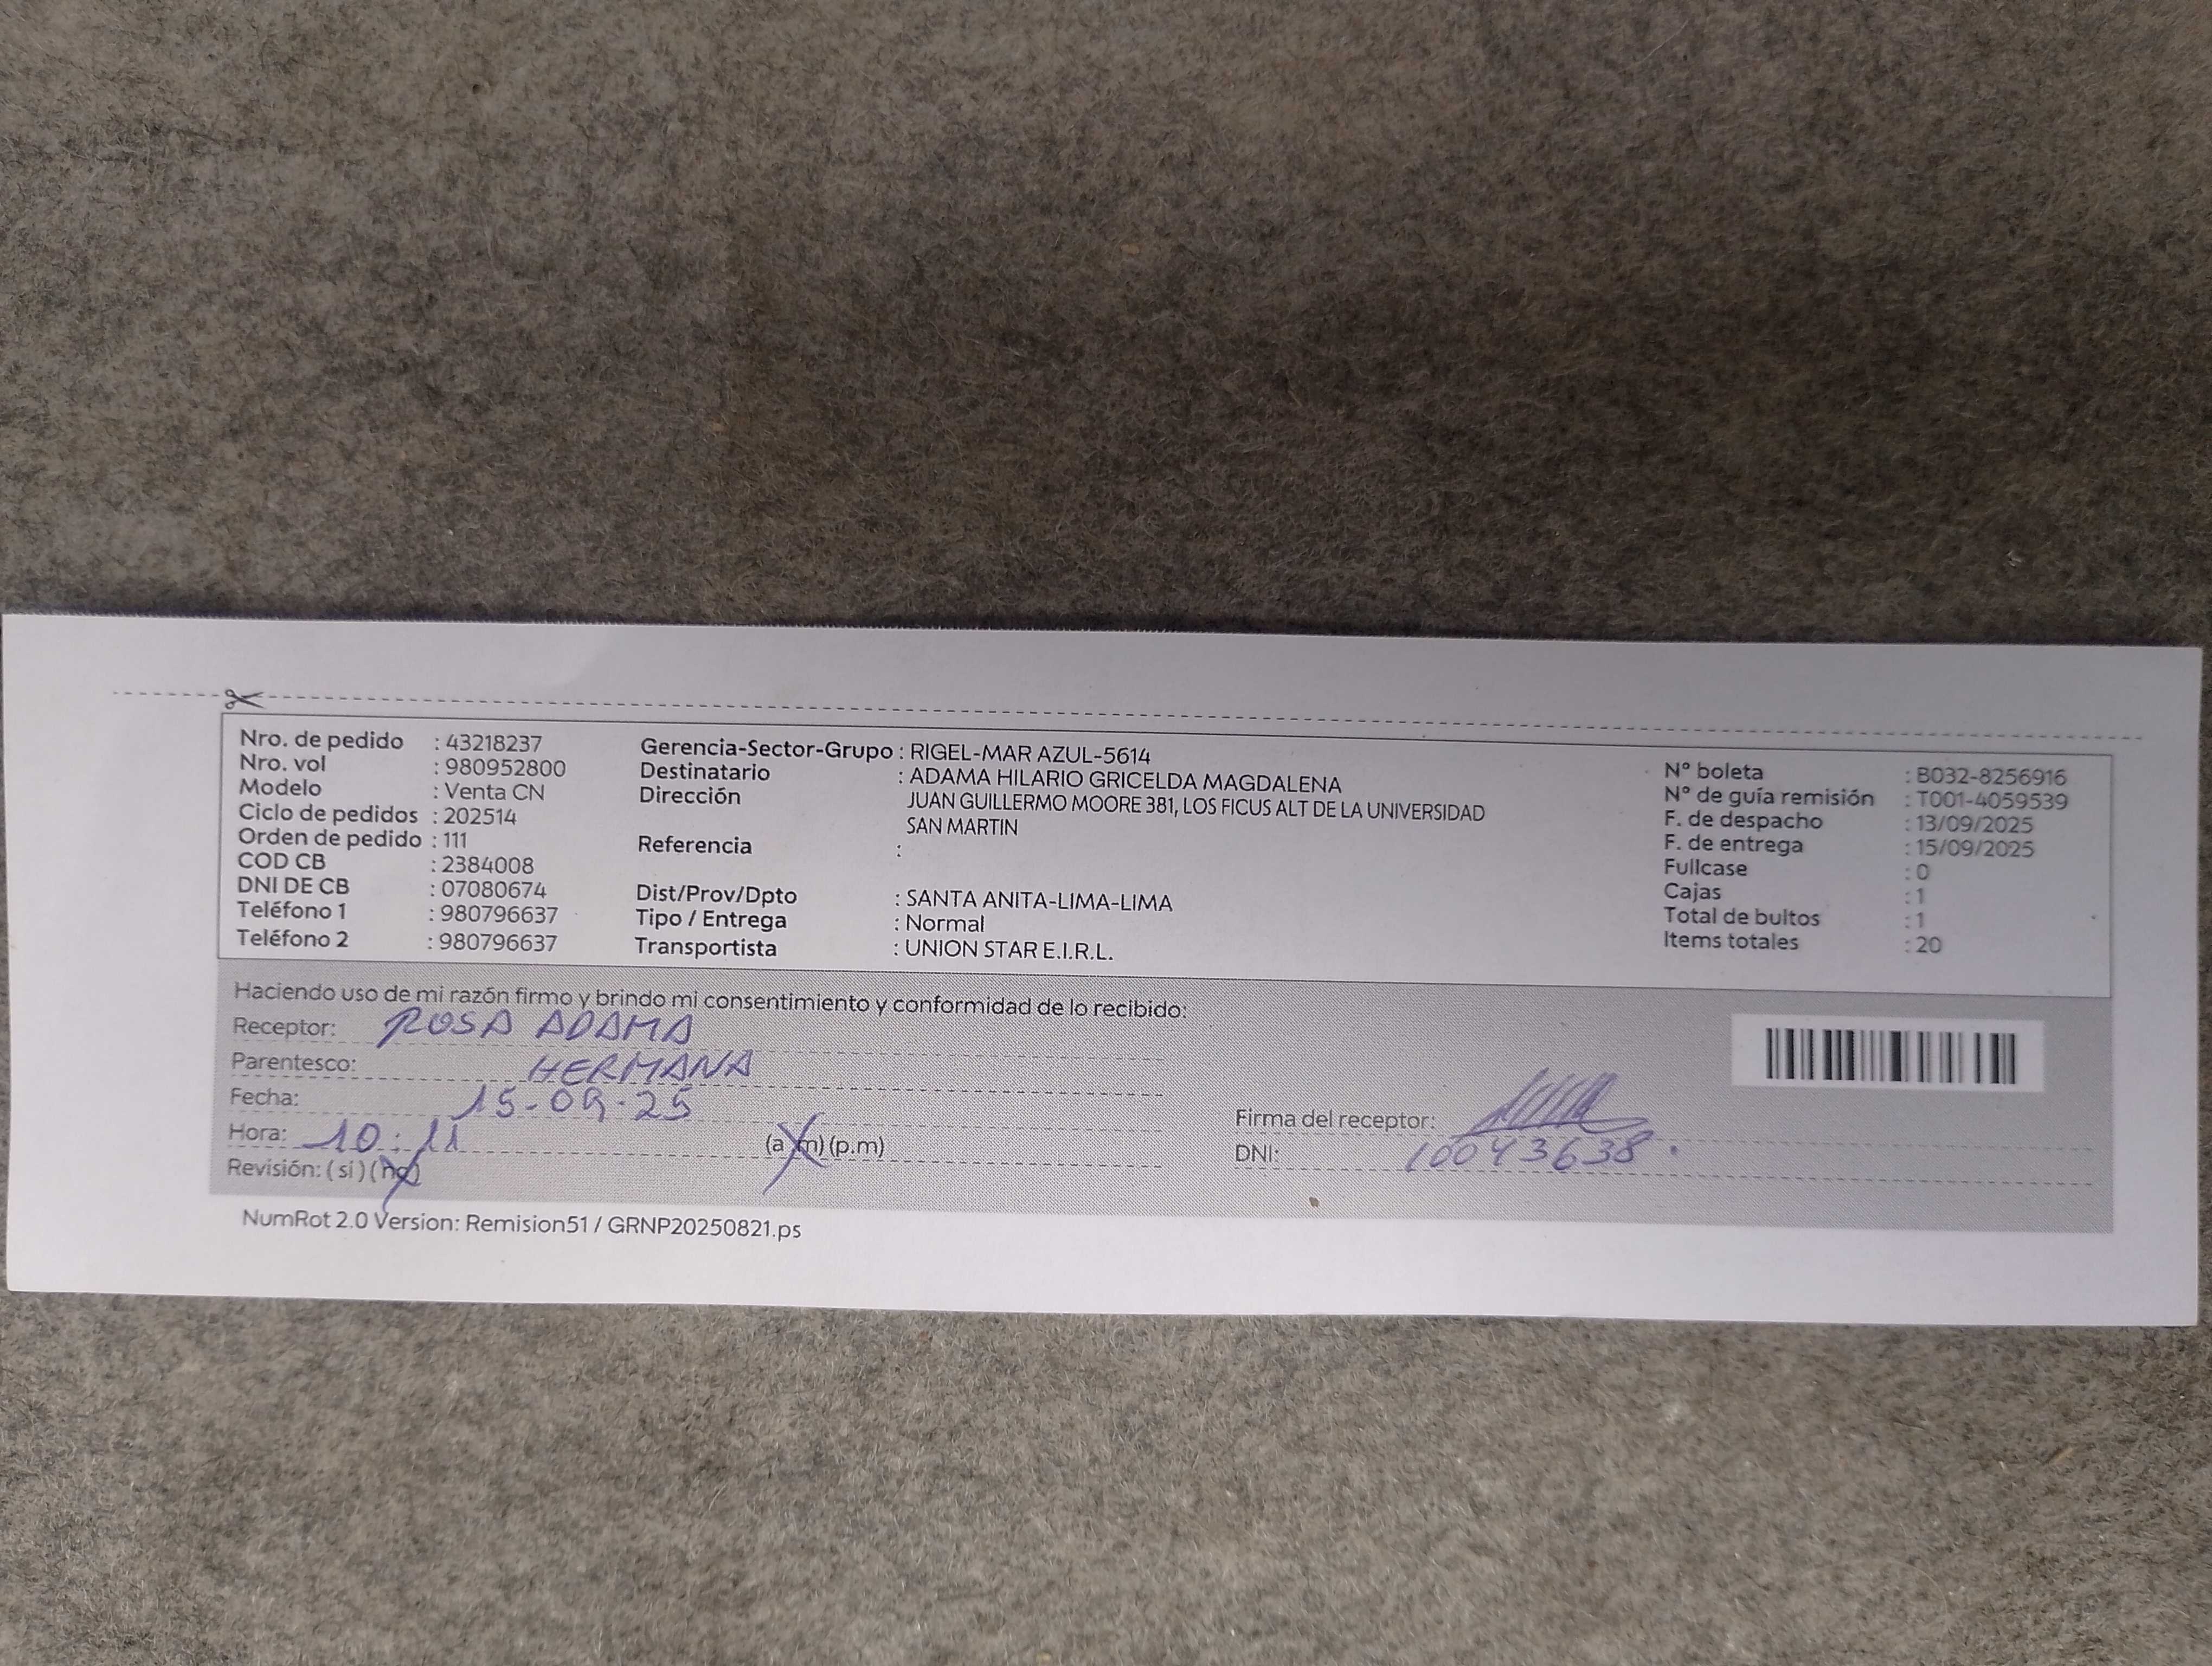 Nro. de pedido : 43218237
Nro. vol : 980952800
Modelo : Venta CN
Ciclo de pedidos : 202514
Orden de pedido : 111
COD CB : 2384008
DNI DE CB : 07080674
Teléfono 1 : 980796637
Teléfono 2 : 980796637
Gerencia-Sector-Grupo : RIGEL-MAR AZUL-5614
Destinatario : ADAMA HILARIO GRICELDA MAGDALENA
Dirección JUAN GUILLERMO MOORE 381, LOS FICUS ALT DE LA UNIVERSIDAD
SAN MARTIN
Referencia :
Dist/Prov/Dpto : SANTA ANITA-LIMA-LIMA
Tipo / Entrega : Normal
Transportista : UNION STAR E.I.R.L.
N° boleta : B032-8256916
N° de guía remisión : T001-4059539
F. de despacho : 13/09/2025
F. de entrega : 15/09/2025
Fullcase : 0
Cajas : 1
Total de bultos : 1
Items totales : 20
Haciendo uso de mi razón firmo y brindo mi consentimiento y conformidad de lo recibido:
Receptor: ROSA ADAMA
Parentesco: HERMANA
Fecha: 15-09-25
Hora: 10:11 (a.m) (p.m)
Revisión: (si) (no)
Firma del receptor:
DNI: 10043638.
NumRot 2.0 Version: Remision51 / GRNP20250821.ps